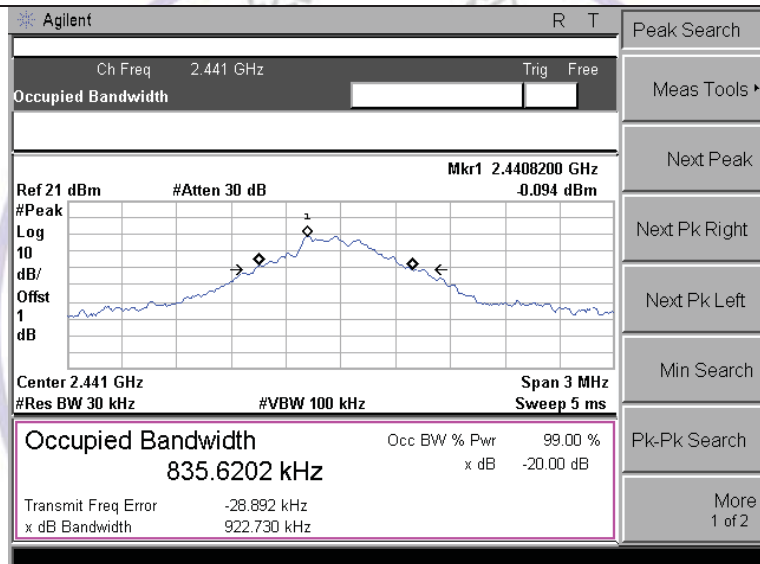 Agilent R T
Ch Freq 2.441 GHz Trig Free
Occupied Bandwidth
Mkr1 2.4408200 GHz
Ref 21 dBm #Atten 30 dB -0.094 dBm
#Peak
Log
10
dB/
Offst
1
dB
1
Center 2.441 GHz Span 3 MHz
#Res BW 30 kHz #VBW 100 kHz Sweep 5 ms
Occupied Bandwidth Occ BW % Pwr 99.00 %
835.6202 kHz x dB -20.00 dB
Transmit Freq Error -28.892 kHz
x dB Bandwidth 922.730 kHz
Peak Search
Meas Tools
Next Peak
Next Pk Right
Next Pk Left
Min Search
Pk-Pk Search
More
1 of 2